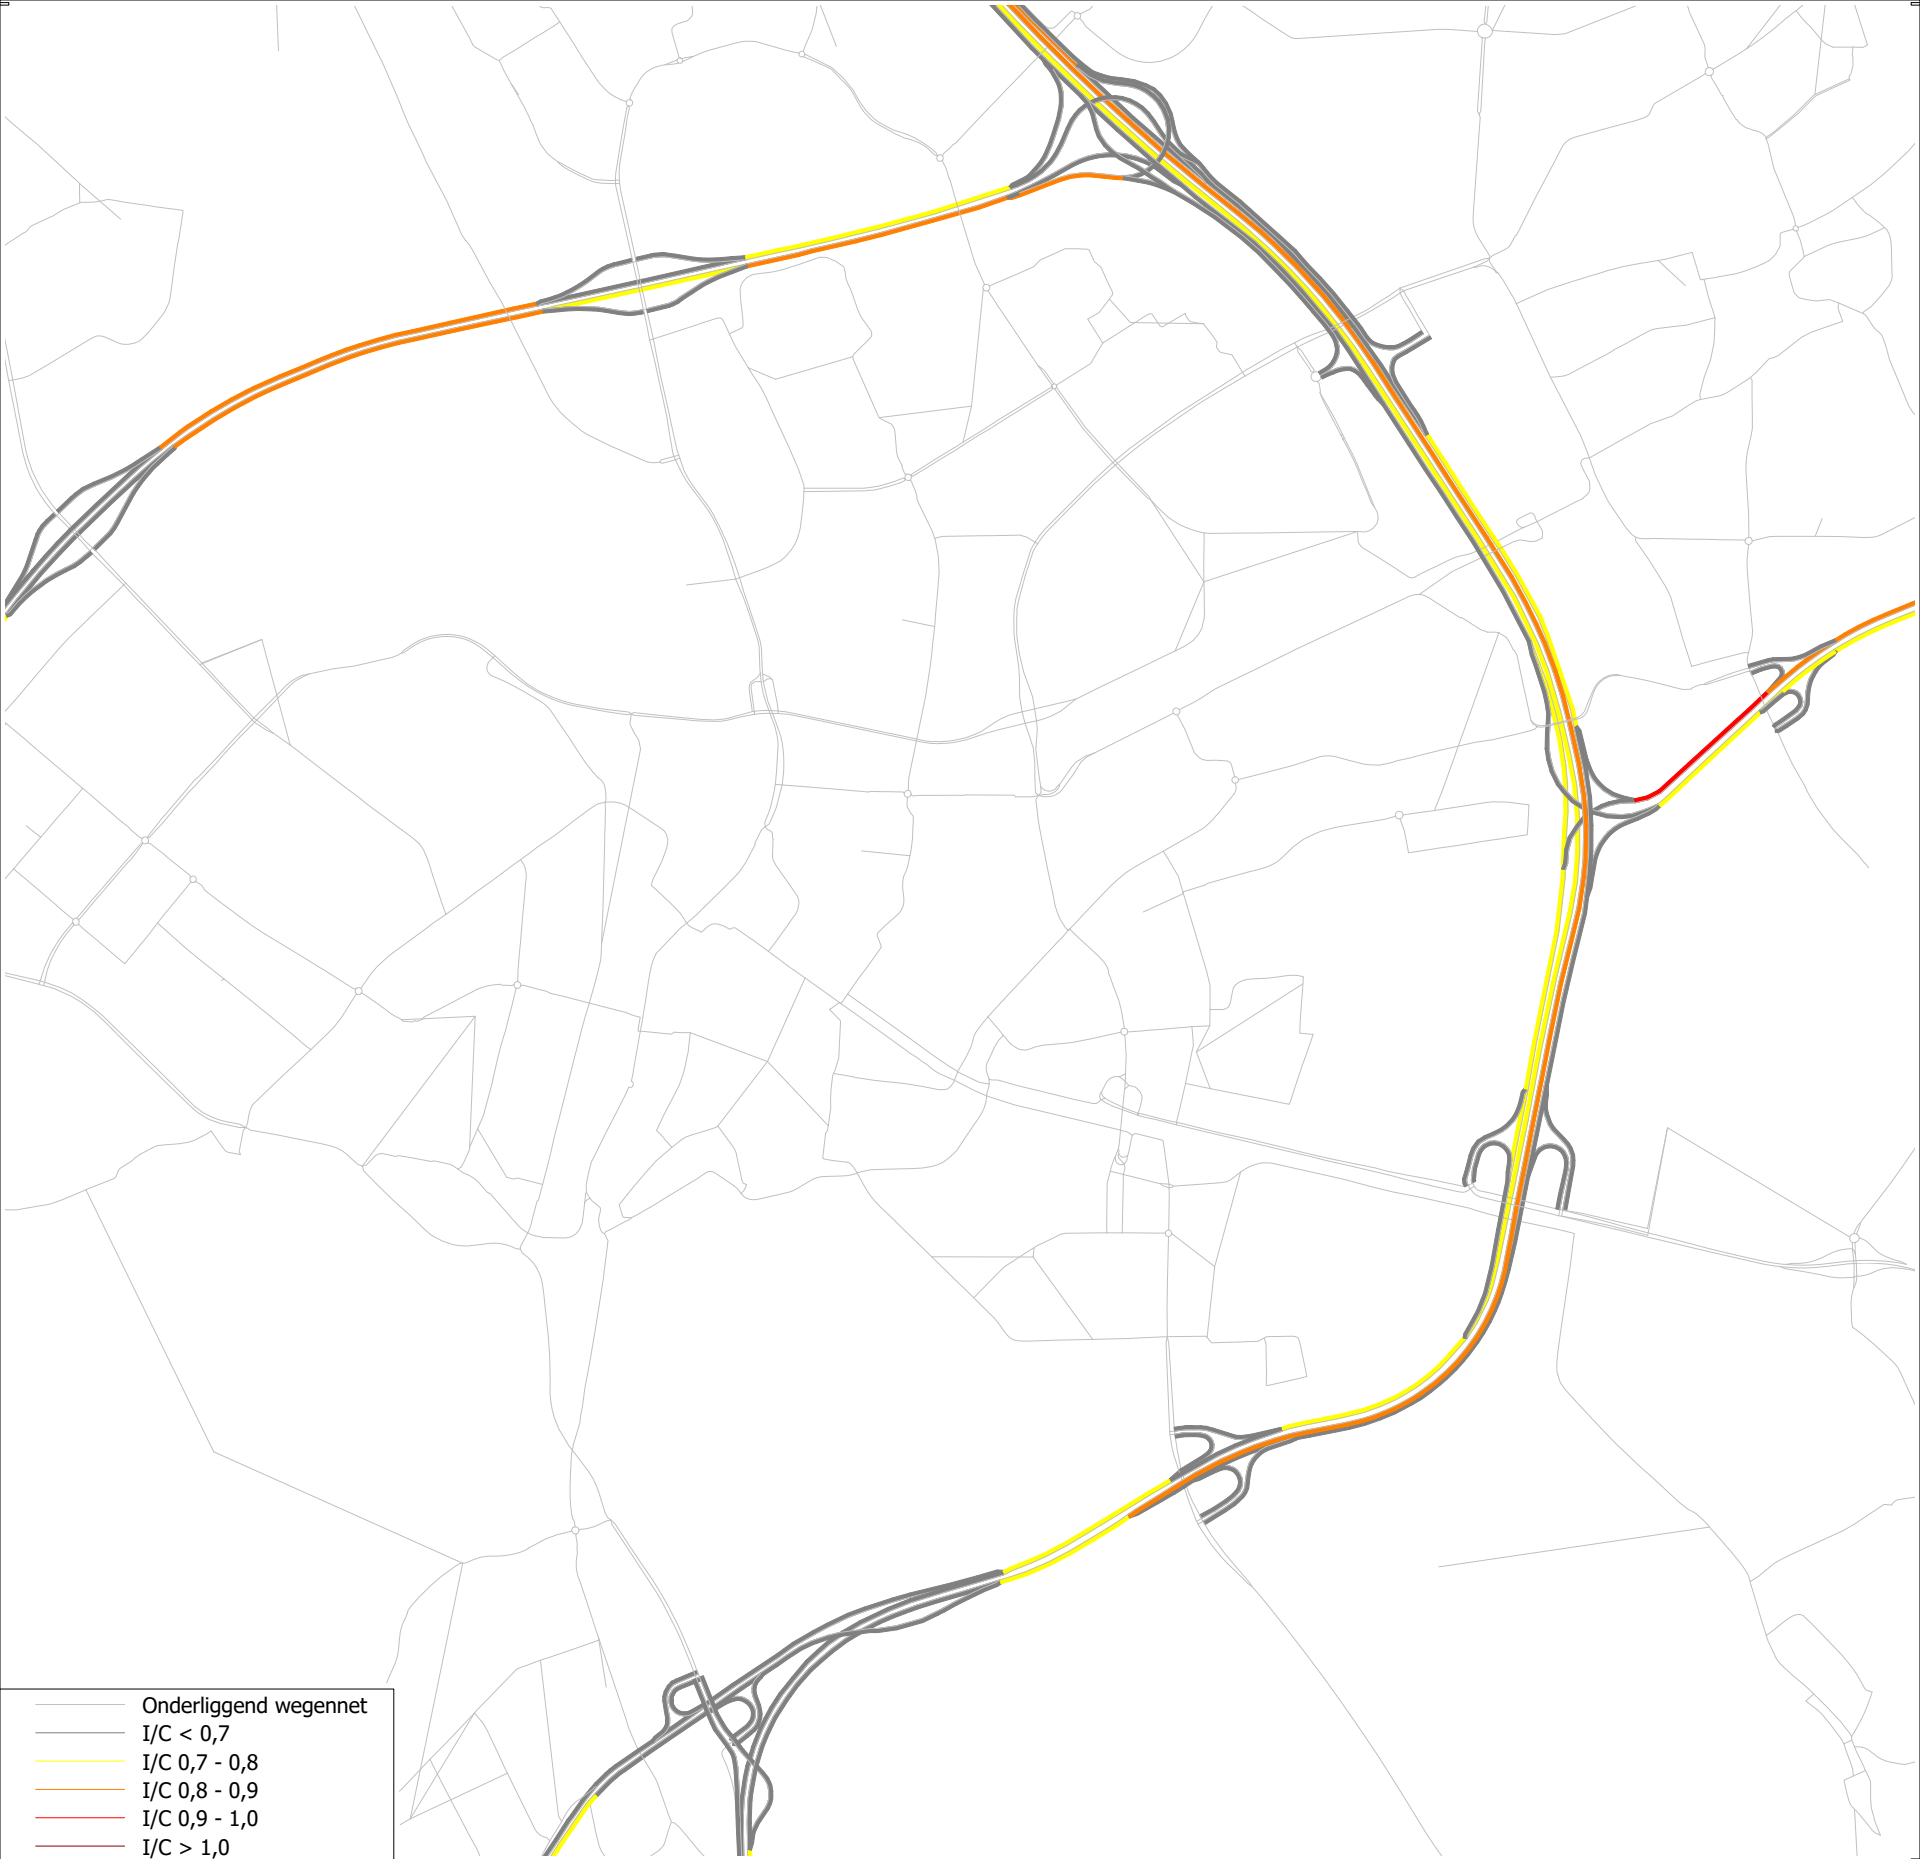 Onderliggend wegennet
I/C < 0,7
I/C 0,7 - 0,8
I/C 0,8 - 0,9
I/C 0,9 - 1,0
I/C > 1,0